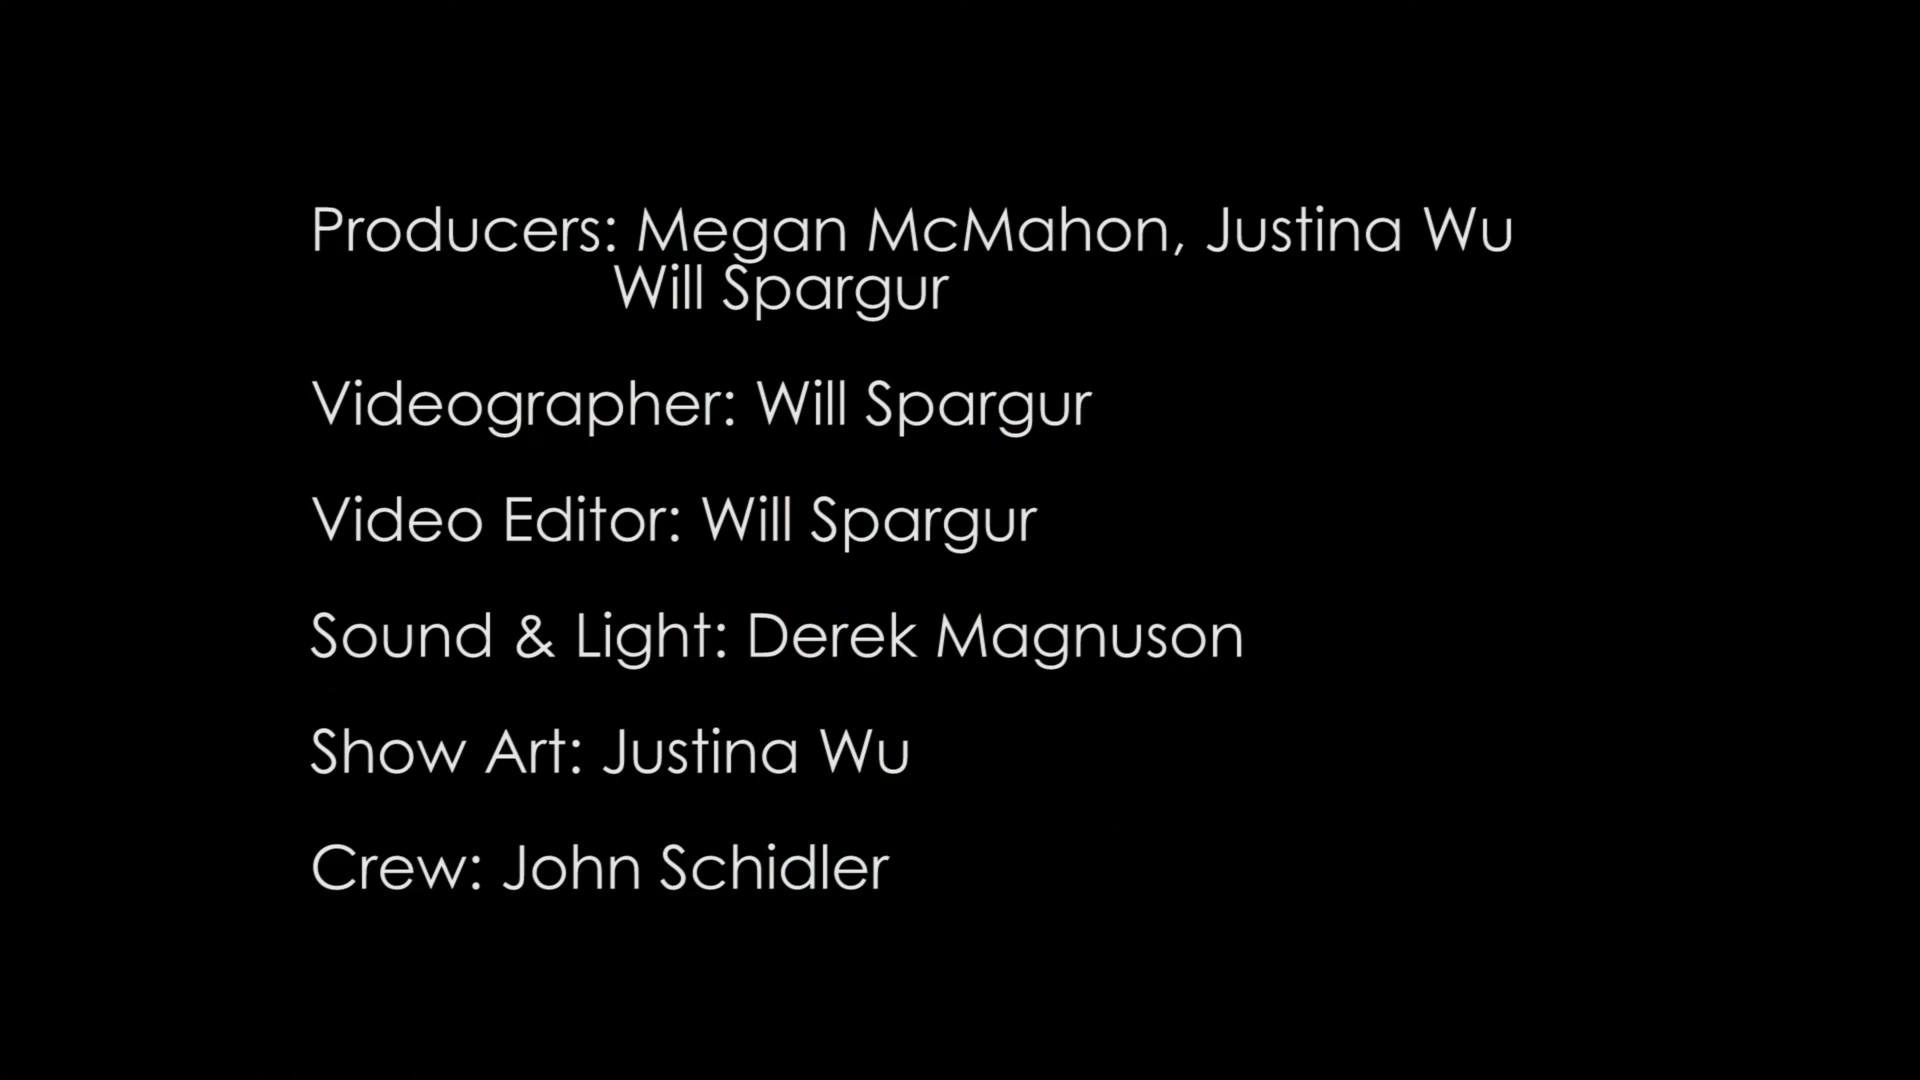 Producers: Megan McMahon, Justina Wu
Will Spargur
Videographer: Will Spargur
Video Editor: Will Spargur
Sound & Light: Derek Magnuson
Show Art: Justina Wu
Crew: John Schidler